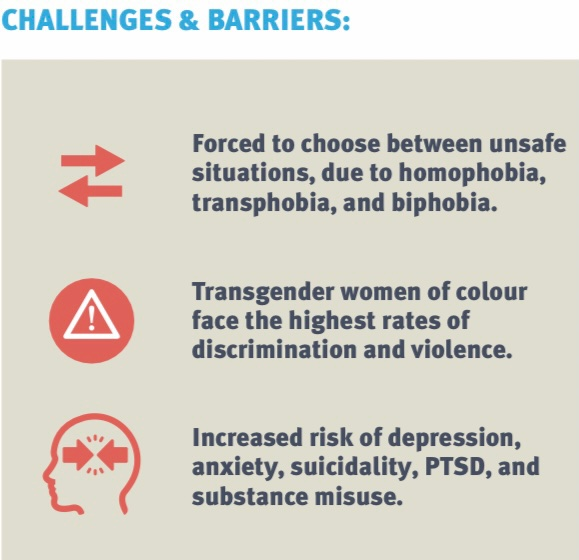 CHALLENGES & BARRIERS:
Forced to choose between unsafe
situations, due to homophobia,
transphobia, and biphobia.
Transgender women of colour
face the highest rates of
discrimination and violence.
Increased risk of depression,
anxiety, suicidality, PTSD, and
substance misuse.